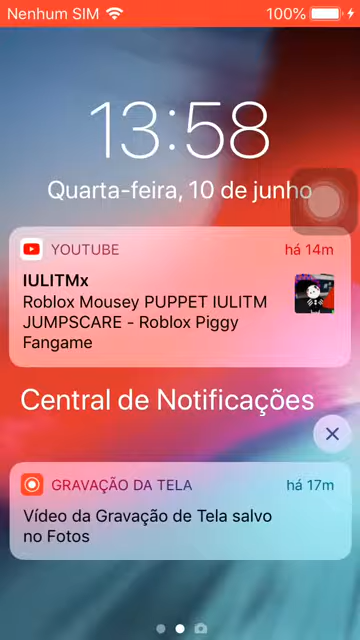 Nenhum SIM 100%
13:58
Quarta-feira, 10 de junho
YOUTUBE há 14m
IULITMx
Roblox Mousey PUPPET IULITM
JUMPSCARE - Roblox Piggy
Fangame
Central de Notificações
GRAVAÇÃO DA TELA há 17m
Vídeo da Gravação de Tela salvo
no Fotos